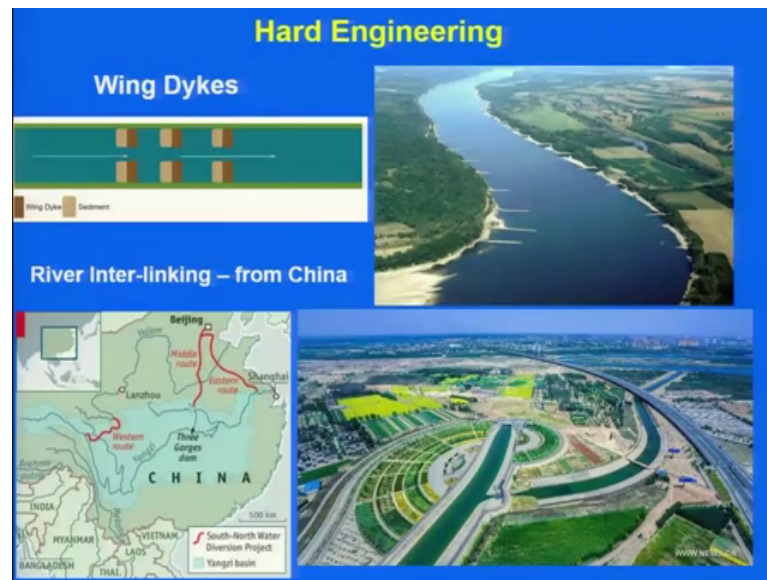 Hard Engineering
Wing Dykes
Wing Dyke
Sediment
River Inter-linking – from China
Beijing
Yellow
Middle
route
Eastern
route
Shanghai
Lanzhou
Western
route
Three
Gorges
dam
Yangzi
CHINA
INDIA
MYANMAR
VIETNAM
LAOS
BANGLADESH
THAI.
500 km
South-North Water
Diversion Project
Yangzi basin
WWW.NEWS.CN